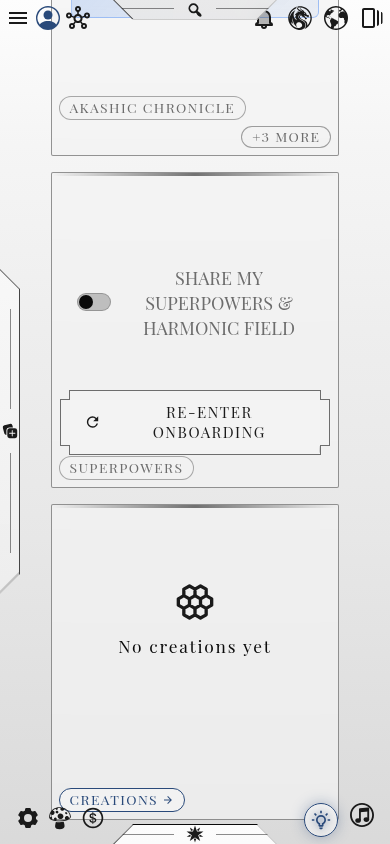 AKASHIC CHRONICLE
+3 MORE
SHARE MY
SUPERPOWERS &
HARMONIC FIELD
RE-ENTER
ONBOARDING
SUPERPOWERS
No creations yet
CREATIONS →
$